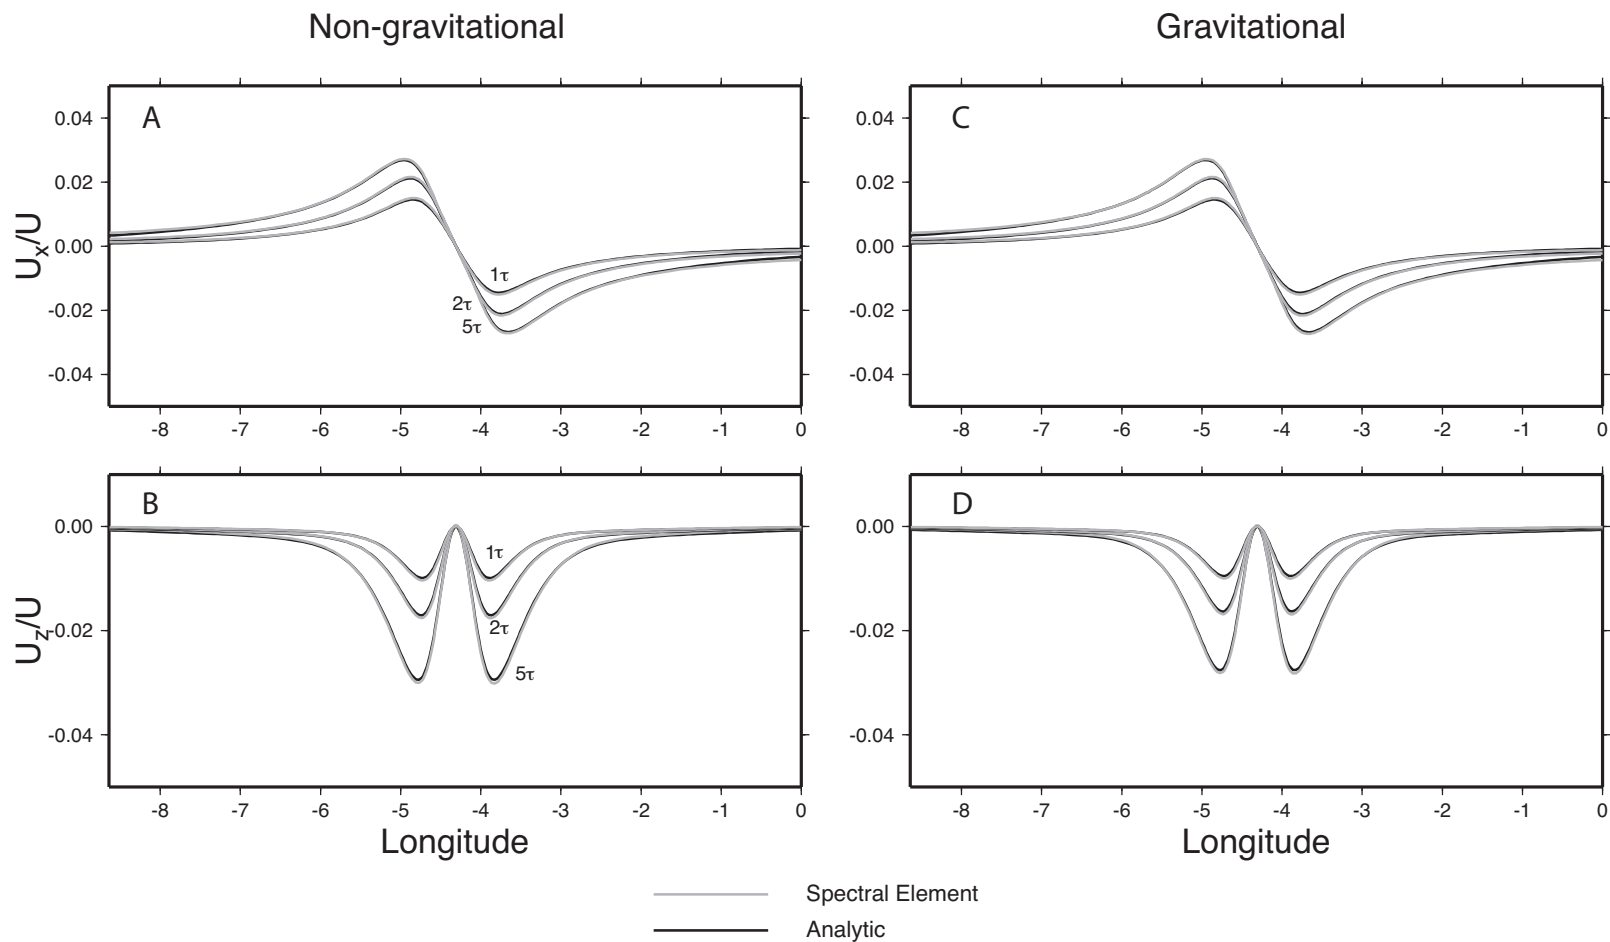 Non-gravitational
Gravitational
A
0.04
0.02
0.00
-0.02
-0.04
Ux/U
1τ
2τ
5τ
-8 -7 -6 -5 -4 -3 -2 -1 0
C
0.04
0.02
0.00
-0.02
-0.04
-8 -7 -6 -5 -4 -3 -2 -1 0
B
0.00
-0.02
-0.04
Uz/U
1τ
2τ
5τ
-8 -7 -6 -5 -4 -3 -2 -1 0
Longitude
D
0.00
-0.02
-0.04
-8 -7 -6 -5 -4 -3 -2 -1 0
Longitude
Spectral Element
Analytic